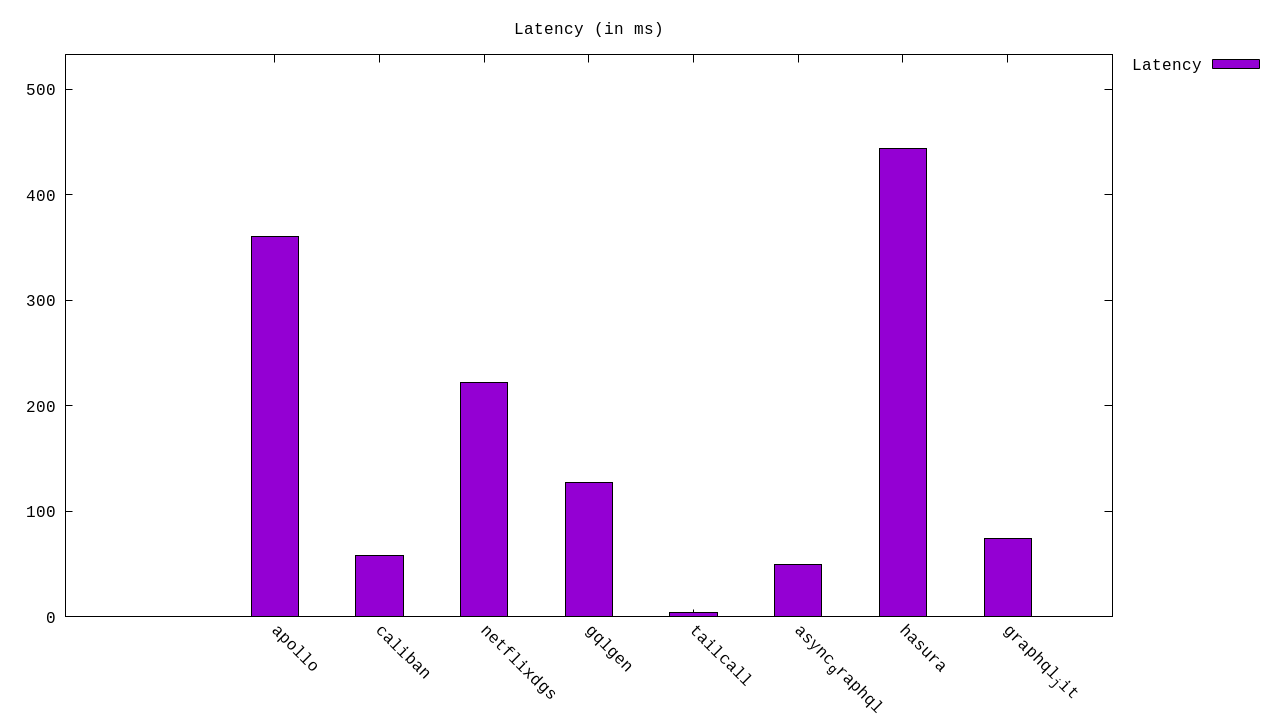 Latency (in ms)
Latency
500
400
300
200
100
0
apollo
caliban
netflixdgs
gqlgen
tailcall
async_graphql
hasura
graphql_jit